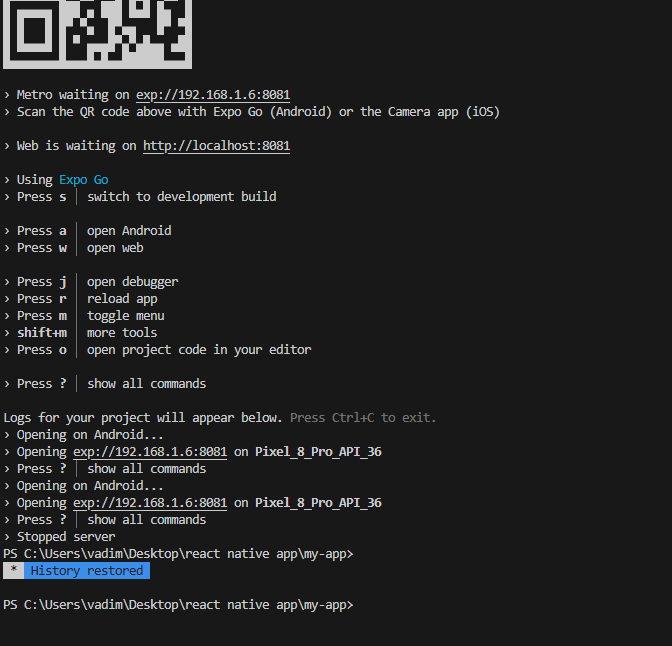 › Metro waiting on exp://192.168.1.6:8081
› Scan the QR code above with Expo Go (Android) or the Camera app (iOS)
› Web is waiting on http://localhost:8081
› Using Expo Go
› Press s │ switch to development build
› Press a │ open Android
› Press w │ open web
› Press j │ open debugger
› Press r │ reload app
› Press m │ toggle menu
› shift+m │ more tools
› Press o │ open project code in your editor
› Press ? │ show all commands
Logs for your project will appear below. Press Ctrl+C to exit.
› Opening on Android...
› Opening exp://192.168.1.6:8081 on Pixel_8_Pro_API_36
› Press ? │ show all commands
› Opening on Android...
› Opening exp://192.168.1.6:8081 on Pixel_8_Pro_API_36
› Press ? │ show all commands
› Stopped server
PS C:\Users\vadim\Desktop\react native app\my-app>
* History restored
PS C:\Users\vadim\Desktop\react native app\my-app>